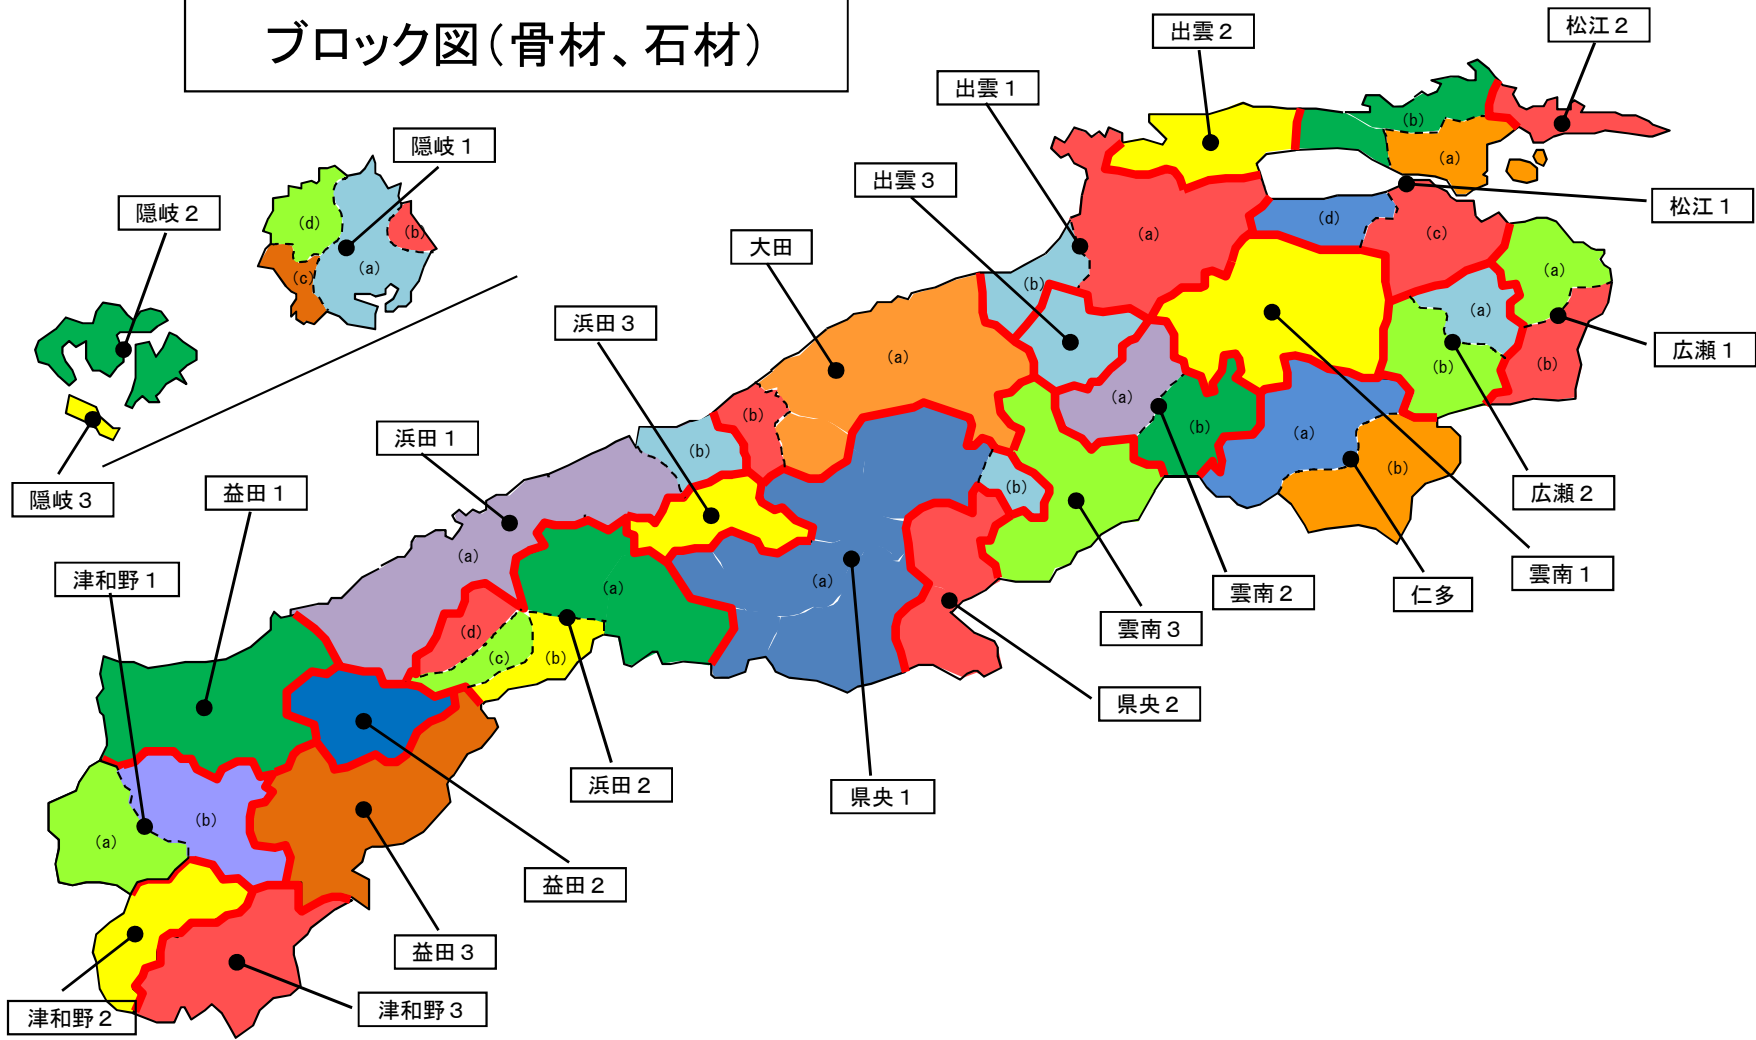 ブロック図（骨材、石材）
出雲２
松江２
出雲１
隠岐１
出雲３
隠岐２
松江１
大田
浜田３
広瀬１
浜田１
益田１
隠岐３
広瀬２
津和野１
雲南１
雲南２
仁多
雲南３
県央２
浜田２
県央１
益田２
益田３
津和野２
津和野３
(b)
(a)
(d)
(b)
(a)
(c)
(a)
(d)
(c)
(a)
(b)
(a)
(b)
(a)
(b)
(b)
(a)
(b)
(a)
(b)
(a)
(b)
(b)
(b)
(a)
(a)
(a)
(d)
(c)
(b)
(b)
(a)